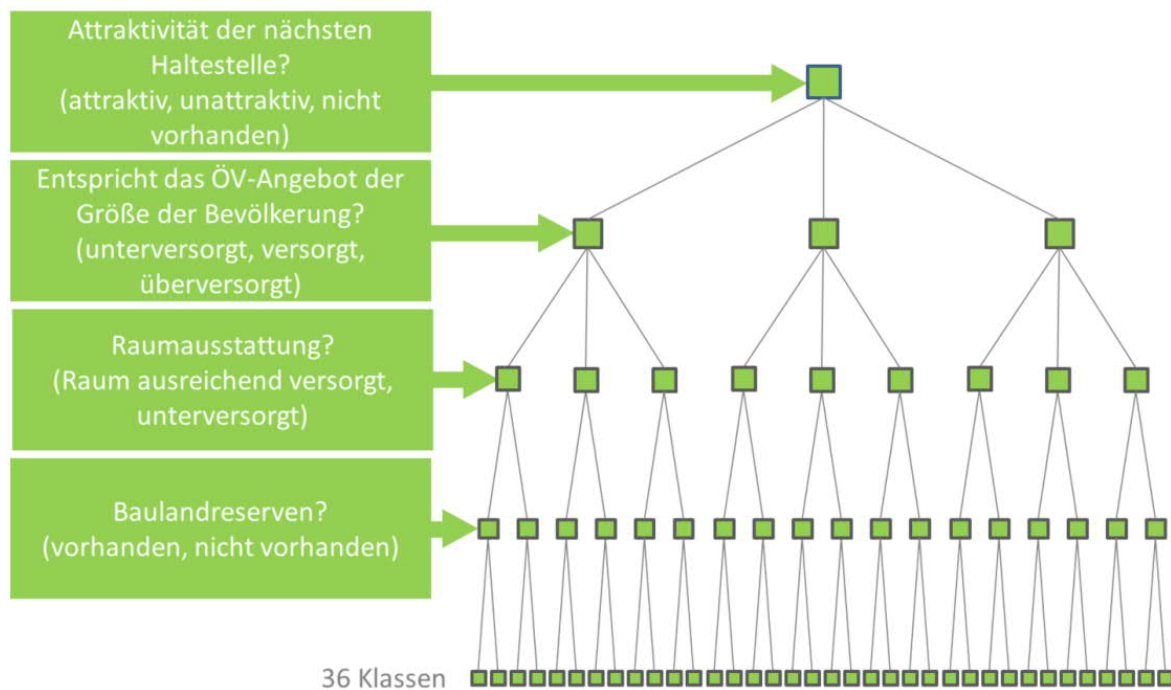 Attraktivität der nächsten
Haltestelle?
(attraktiv, unattraktiv, nicht
vorhanden)
Entspricht das ÖV-Angebot der
Größe der Bevölkerung?
(unterversorgt, versorgt,
überversorgt)
Raumausstattung?
(Raum ausreichend versorgt,
unterversorgt)
Baulandreserven?
(vorhanden, nicht vorhanden)
36 Klassen